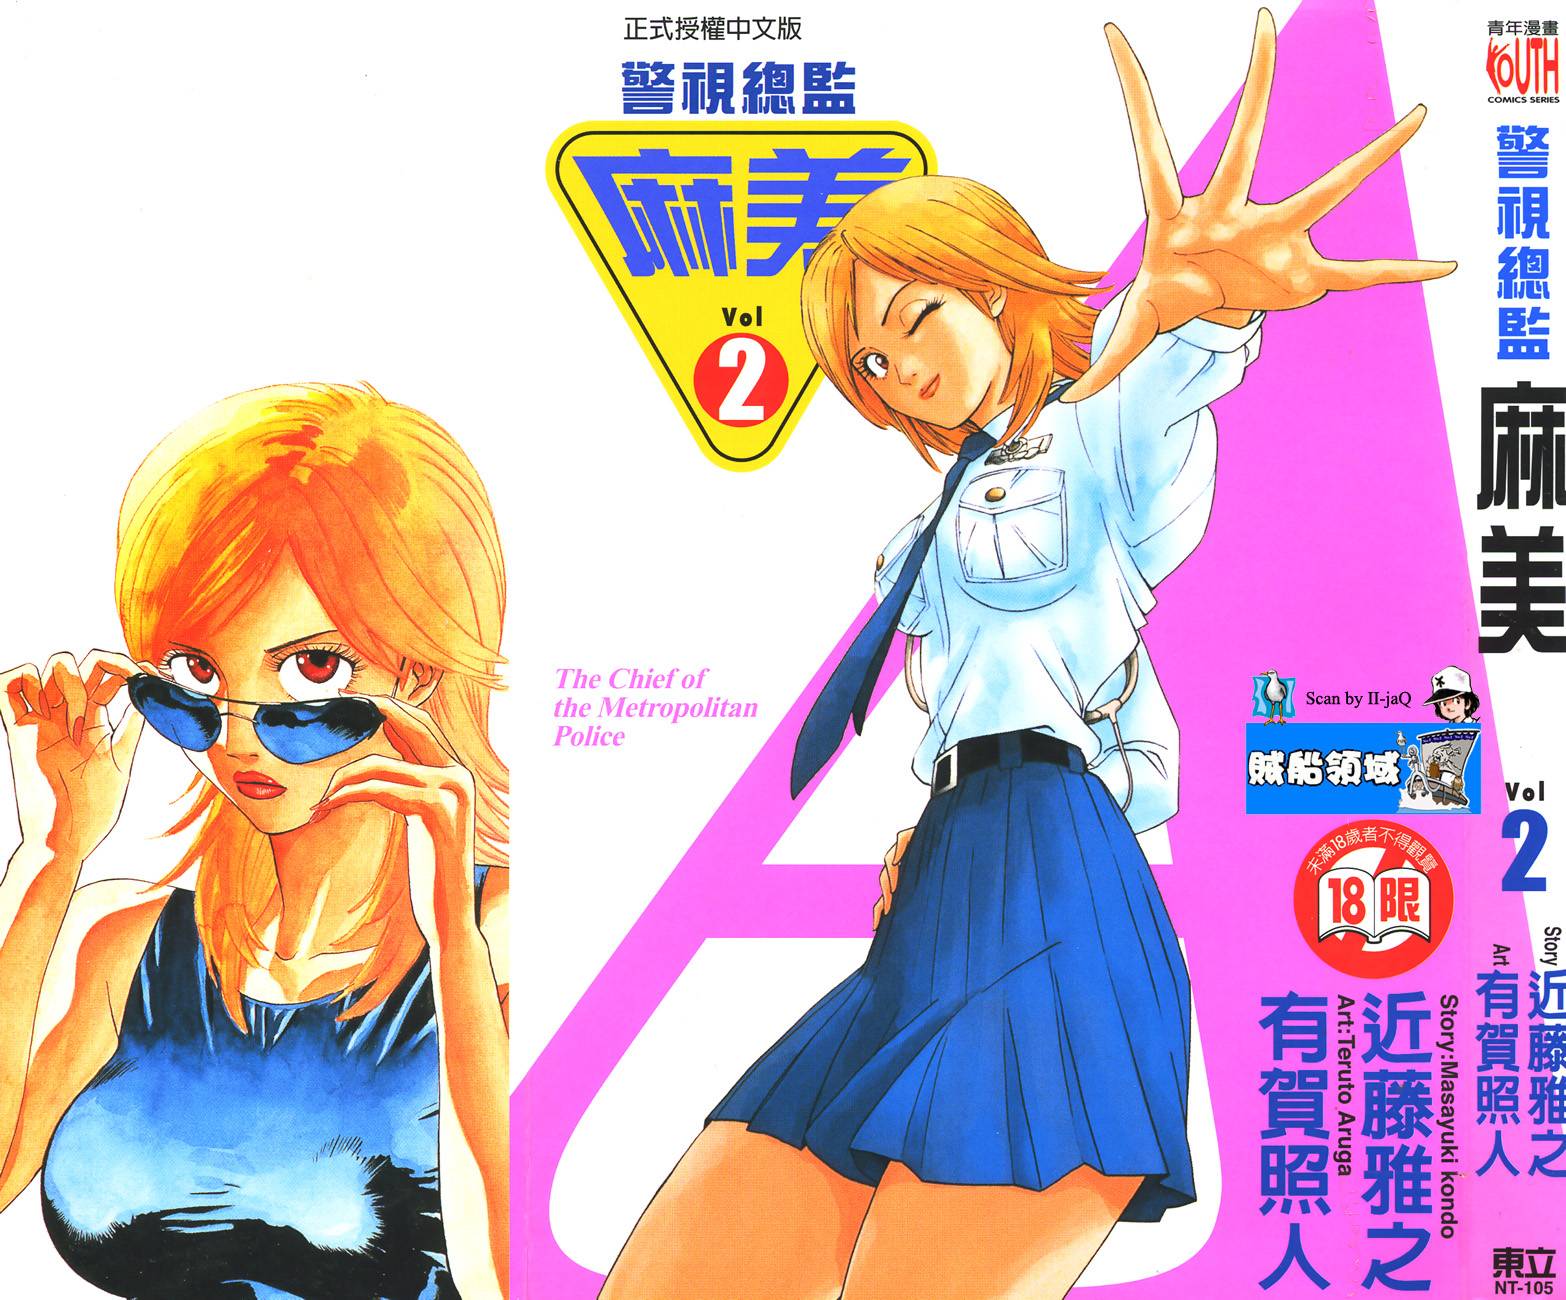 正式授權中文版
警視總監
麻美
Vol
2
The Chief of
the Metropolitan
Police
Scan by II-jaQ
賊船領域
未滿18歲者不得觀覽
18限
Story:Masayuki kondo
近藤雅之
Art:Teruto Aruga
有賀照人
青年漫畫
YOUTH
COMICS SERIES
警視總監
麻美
Vol
2
Story
近藤雅之
Art
有賀照人
東立
NT-105